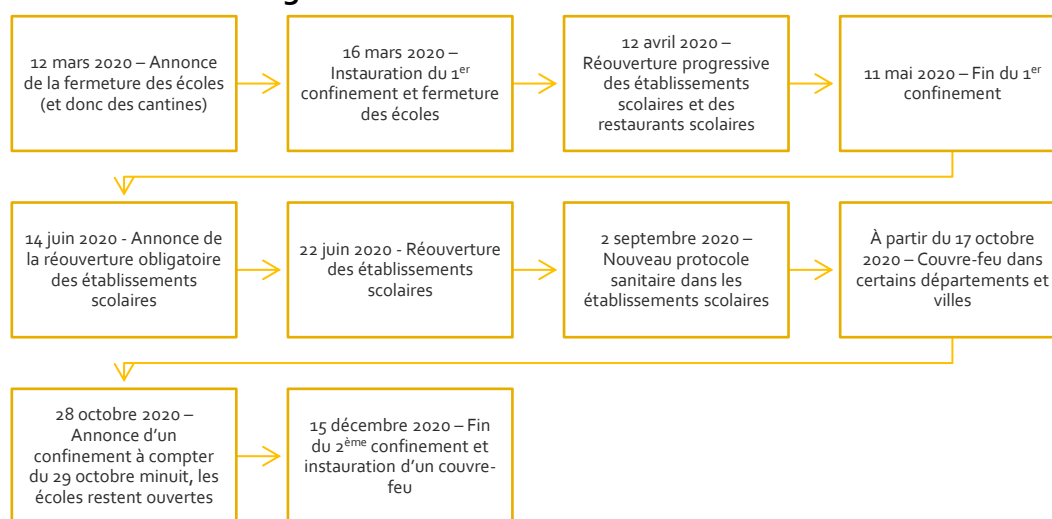 12 mars 2020 – Annonce
de la fermeture des écoles
(et donc des cantines)
16 mars 2020 –
Instauration du 1er
confinement et fermeture
des écoles
12 avril 2020 –
Réouverture progressive
des établissements
scolaires et des
restaurants scolaires
11 mai 2020 – Fin du 1er
confinement
14 juin 2020 - Annonce de
la réouverture obligatoire
des établissements
scolaires
22 juin 2020 - Réouverture
des établissements
scolaires
2 septembre 2020 –
Nouveau protocole
sanitaire dans les
établissements scolaires
À partir du 17 octobre
2020 – Couvre-feu dans
certains départements et
villes
28 octobre 2020 –
Annonce d'un
confinement à compter
du 29 octobre minuit, les
écoles restent ouvertes
15 décembre 2020 – Fin
du 2ème confinement et
instauration d'un couvre-
feu